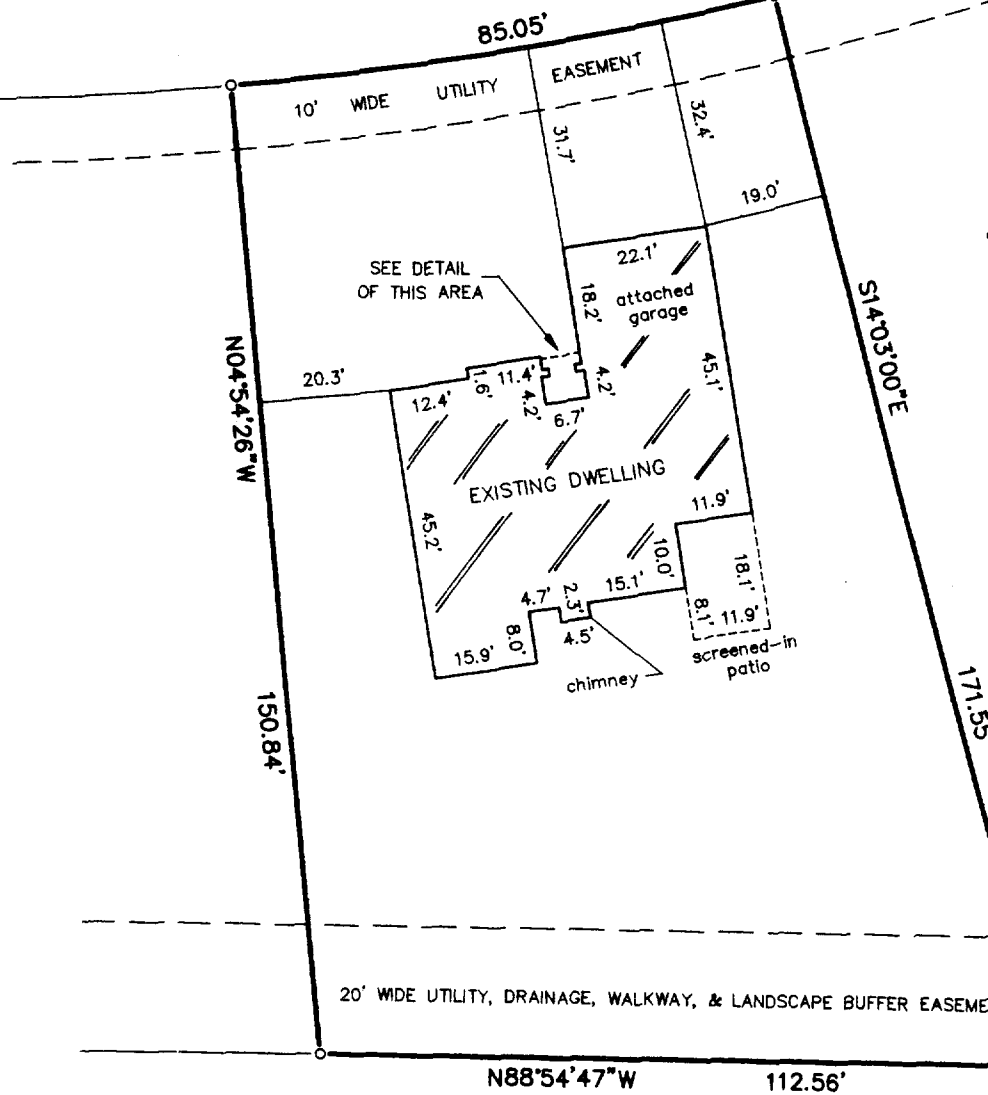 85.05'
10' WIDE UTILITY EASEMENT
31.7'
32.4'
19.0'
22.1'
SEE DETAIL
OF THIS AREA
18.2'
attached
garage
S14°03'00"E
N04°54'26"W
20.3'
12.4'
1.6'
11.4'
4.2'
6.7'
4.2'
45.1'
EXISTING DWELLING
11.9'
45.2'
10.0'
18.1'
4.7'
2.3'
15.1'
8.1'
11.9'
15.9'
8.0'
4.5'
screened-in
patio
chimney
171.55
150.84'
20' WIDE UTILITY, DRAINAGE, WALKWAY, & LANDSCAPE BUFFER EASEME
N88°54'47"W
112.56'